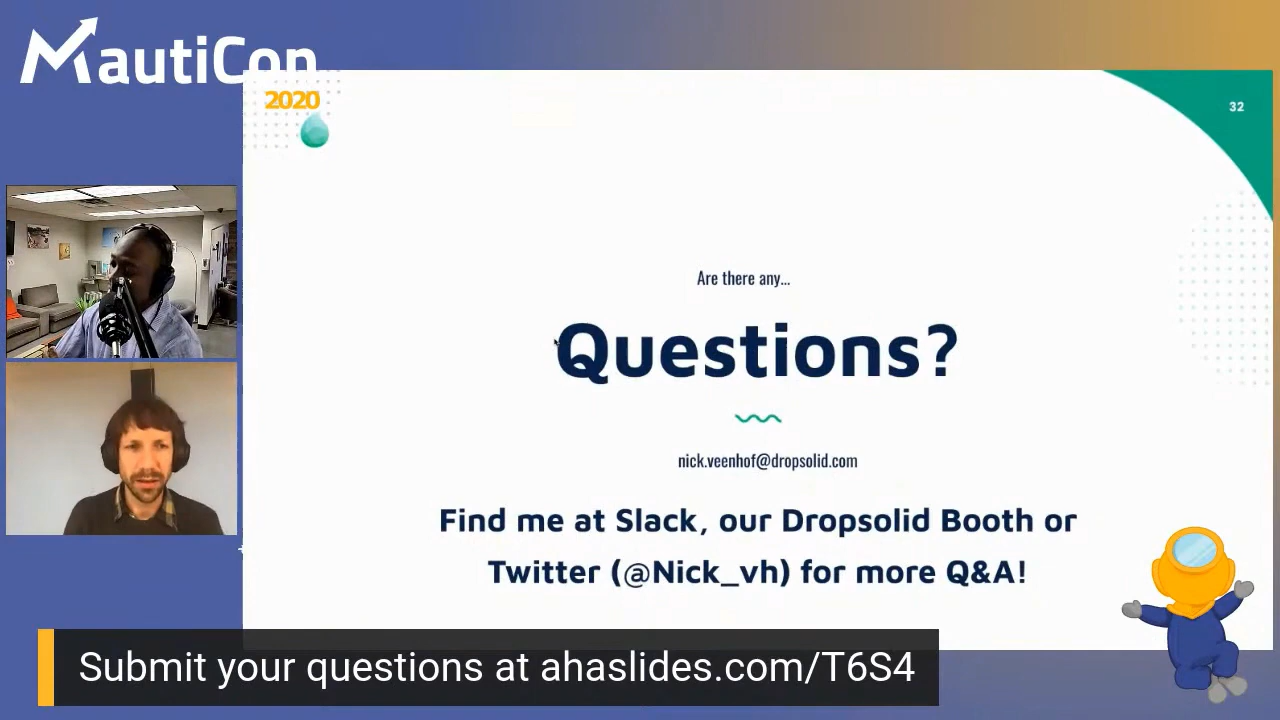 MautiCon
2020
32
Are there any...
Questions?
nick.veenhof@dropsolid.com
Find me at Slack, our Dropsolid Booth or
Twitter (@Nick_vh) for more Q&A!
Submit your questions at ahaslides.com/T6S4